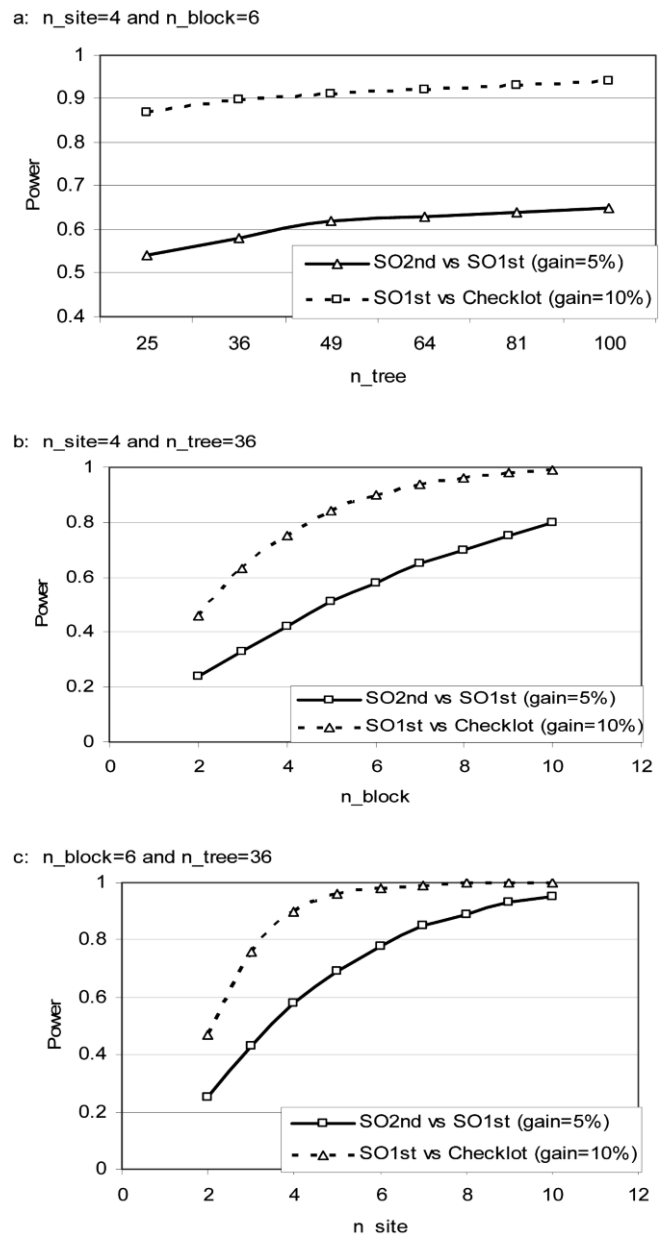 a: n_site=4 and n_block=6
1
0.9
0.8
0.7
0.6
0.5
0.4
Power
SO2nd vs SO1st (gain=5%)
SO1st vs Checklot (gain=10%)
25 36 49 64 81 100
n_tree
b: n_site=4 and n_tree=36
1
0.8
0.6
0.4
0.2
0
Power
SO2nd vs SO1st (gain=5%)
SO1st vs Checklot (gain=10%)
0 2 4 6 8 10 12
n_block
c: n_block=6 and n_tree=36
1
0.8
0.6
0.4
0.2
0
Power
SO2nd vs SO1st (gain=5%)
SO1st vs Checklot (gain=10%)
0 2 4 6 8 10 12
n site